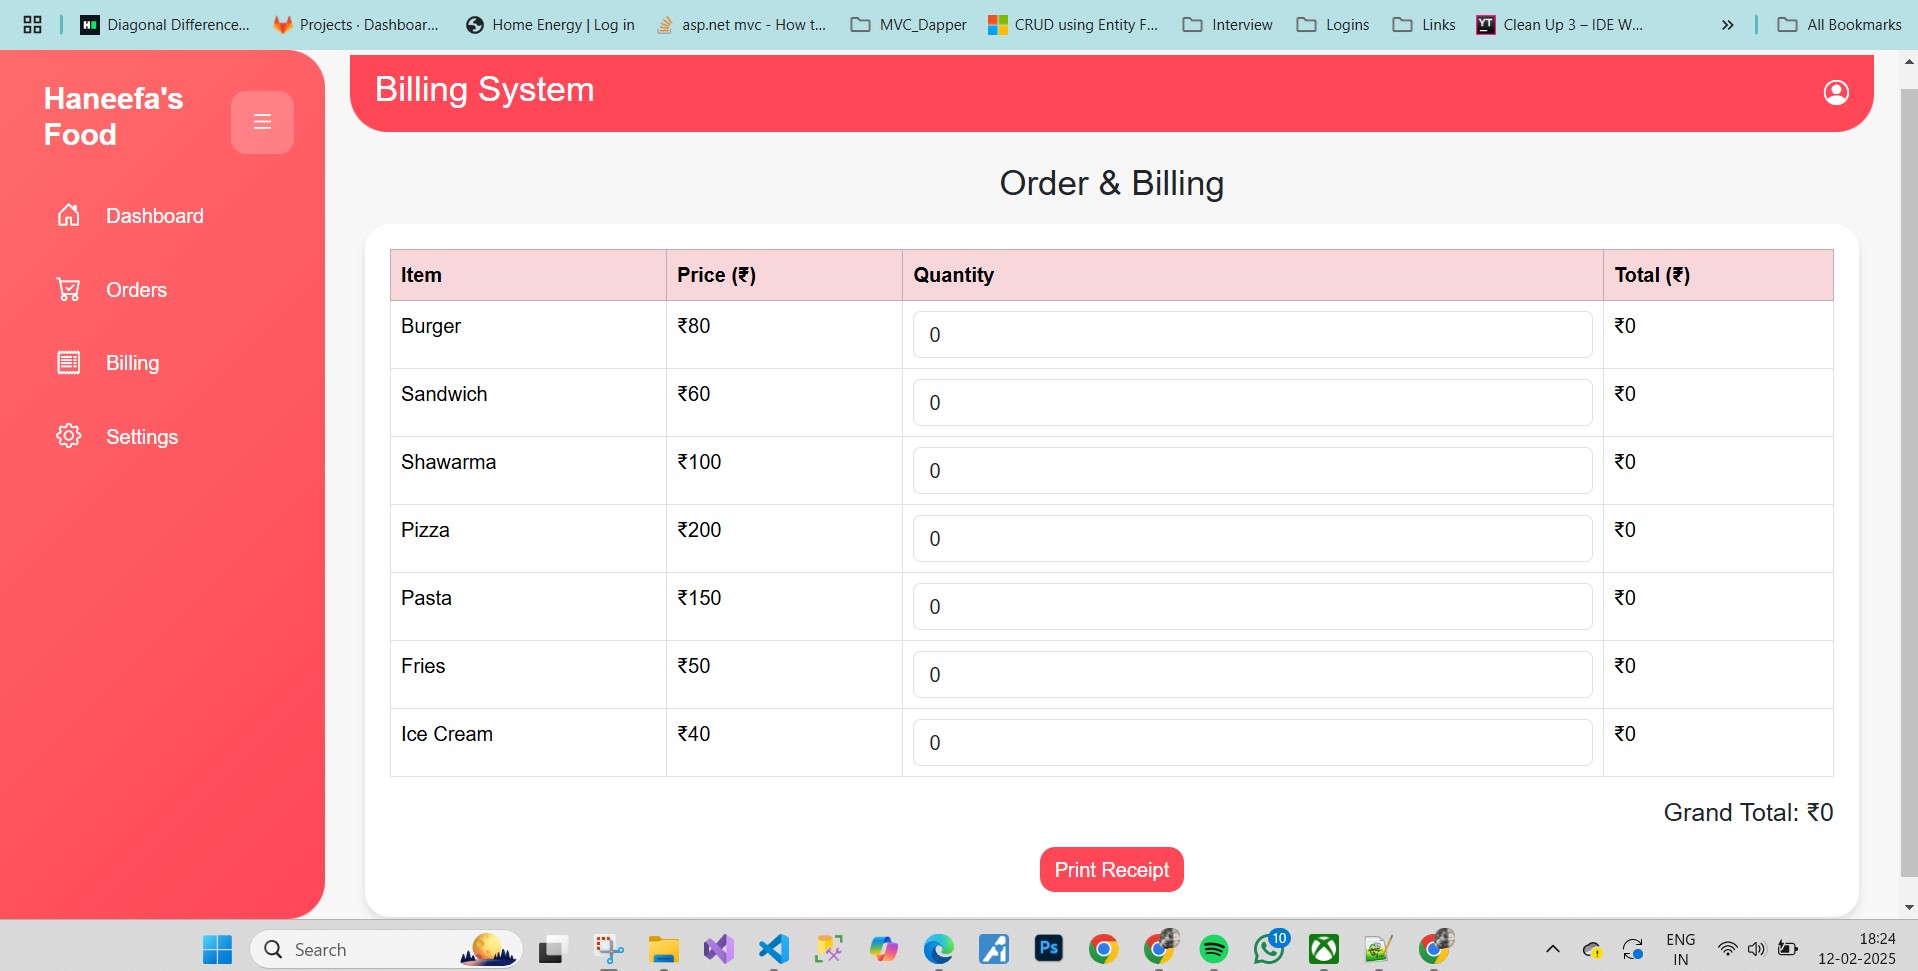 Diagonal Difference...
Projects · Dashboar...
Home Energy | Log in
asp.net mvc - How t...
MVC_Dapper
CRUD using Entity F...
Interview
Logins
Links
YT
Clean Up 3 – IDE W...
»
All Bookmarks
Haneefa's
Food
Dashboard
Orders
Billing
Settings
Billing System
Order & Billing
Item Price (₹) Quantity Total (₹)
Burger ₹80 0 ₹0
Sandwich ₹60 0 ₹0
Shawarma ₹100 0 ₹0
Pizza ₹200 0 ₹0
Pasta ₹150 0 ₹0
Fries ₹50 0 ₹0
Ice Cream ₹40 0 ₹0
Grand Total: ₹0
Print Receipt
Search
Ps
10
ENG
IN
18:24
12-02-2025